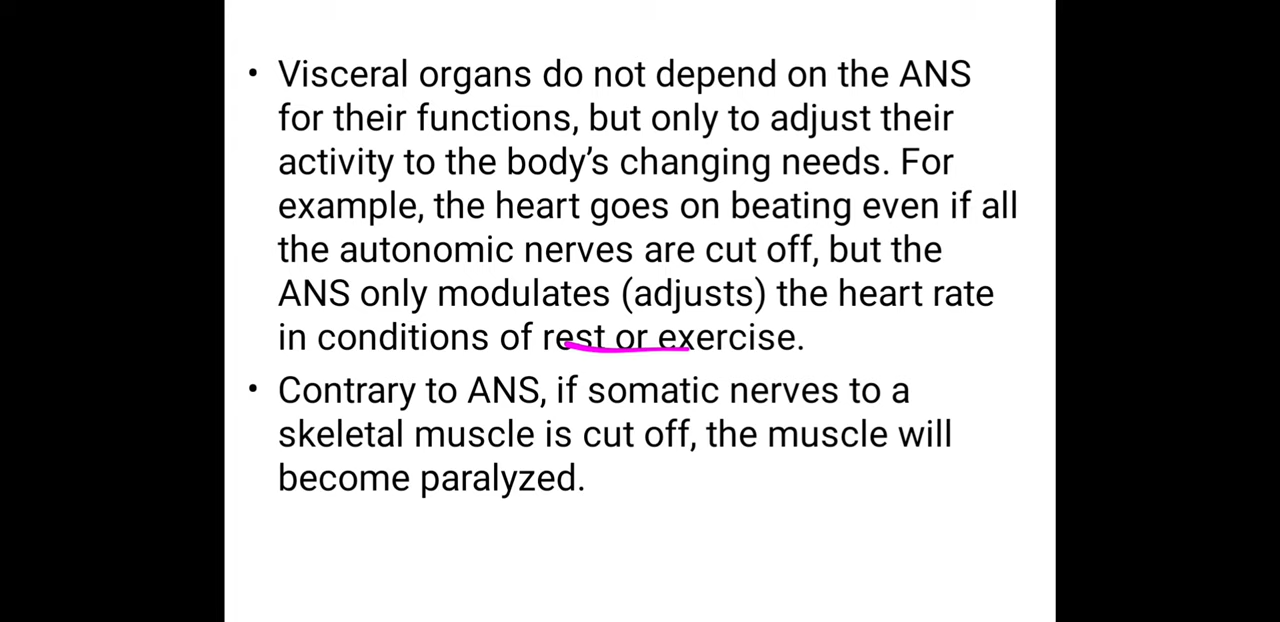 • Visceral organs do not depend on the ANS
for their functions, but only to adjust their
activity to the body’s changing needs. For
example, the heart goes on beating even if all
the autonomic nerves are cut off, but the
ANS only modulates (adjusts) the heart rate
in conditions of rest or exercise.
• Contrary to ANS, if somatic nerves to a
skeletal muscle is cut off, the muscle will
become paralyzed.